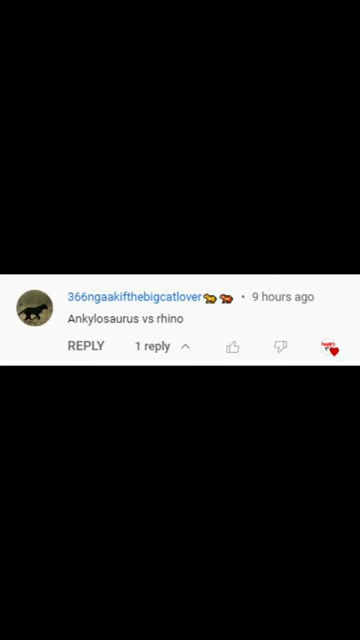 366ngaakifthebigcatlover🐅🐅 • 9 hours ago
Ankylosaurus vs rhino
REPLY 1 reply